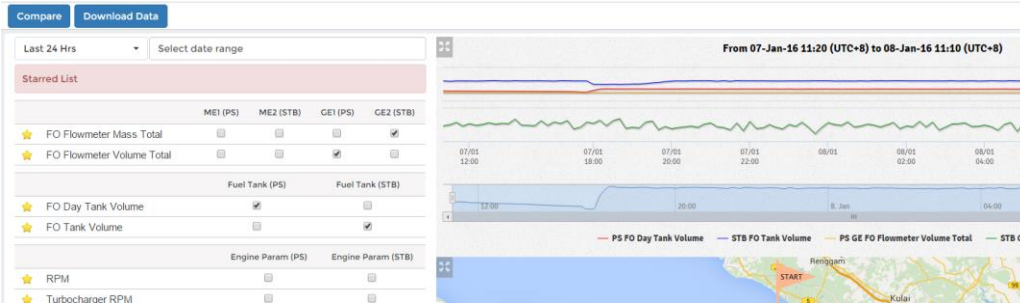 Compare Download Data
Last 24 Hrs Select date range
Starred List
ME1 (PS) ME2 (STB) GE1 (PS) GE2 (STB)
FO Flowmeter Mass Total
FO Flowmeter Volume Total
Fuel Tank (PS) Fuel Tank (STB)
FO Day Tank Volume
FO Tank Volume
Engine Param (PS) Engine Param (STB)
RPM
Turbocharger RPM
From 07-Jan-16 11:20 (UTC+8) to 08-Jan-16 11:10 (UTC+8)
07/01 07/01 07/01 07/01 08/01 08/01 08/01
12:00 18:00 20:00 22:00 02:00 04:00
12:00 20:00 8. Jan 04:00
PS FO Day Tank Volume STB FO Tank Volume PS GE FO Flowmeter Volume Total STB G
Renggam
START
Kulai
5